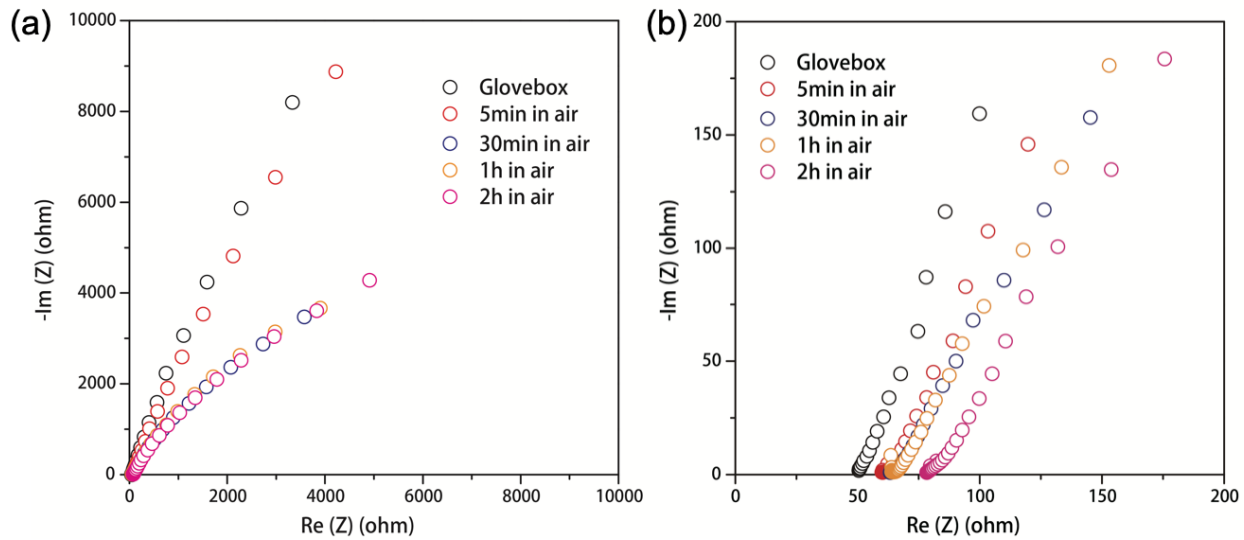 (a)
10000
8000
6000
4000
2000
0
-Im (Z) (ohm)
Glovebox
5min in air
30min in air
1h in air
2h in air
0
2000
4000
6000
8000
10000
Re (Z) (ohm)
(b)
200
150
100
50
0
-Im (Z) (ohm)
Glovebox
5min in air
30min in air
1h in air
2h in air
0
50
100
150
200
Re (Z) (ohm)